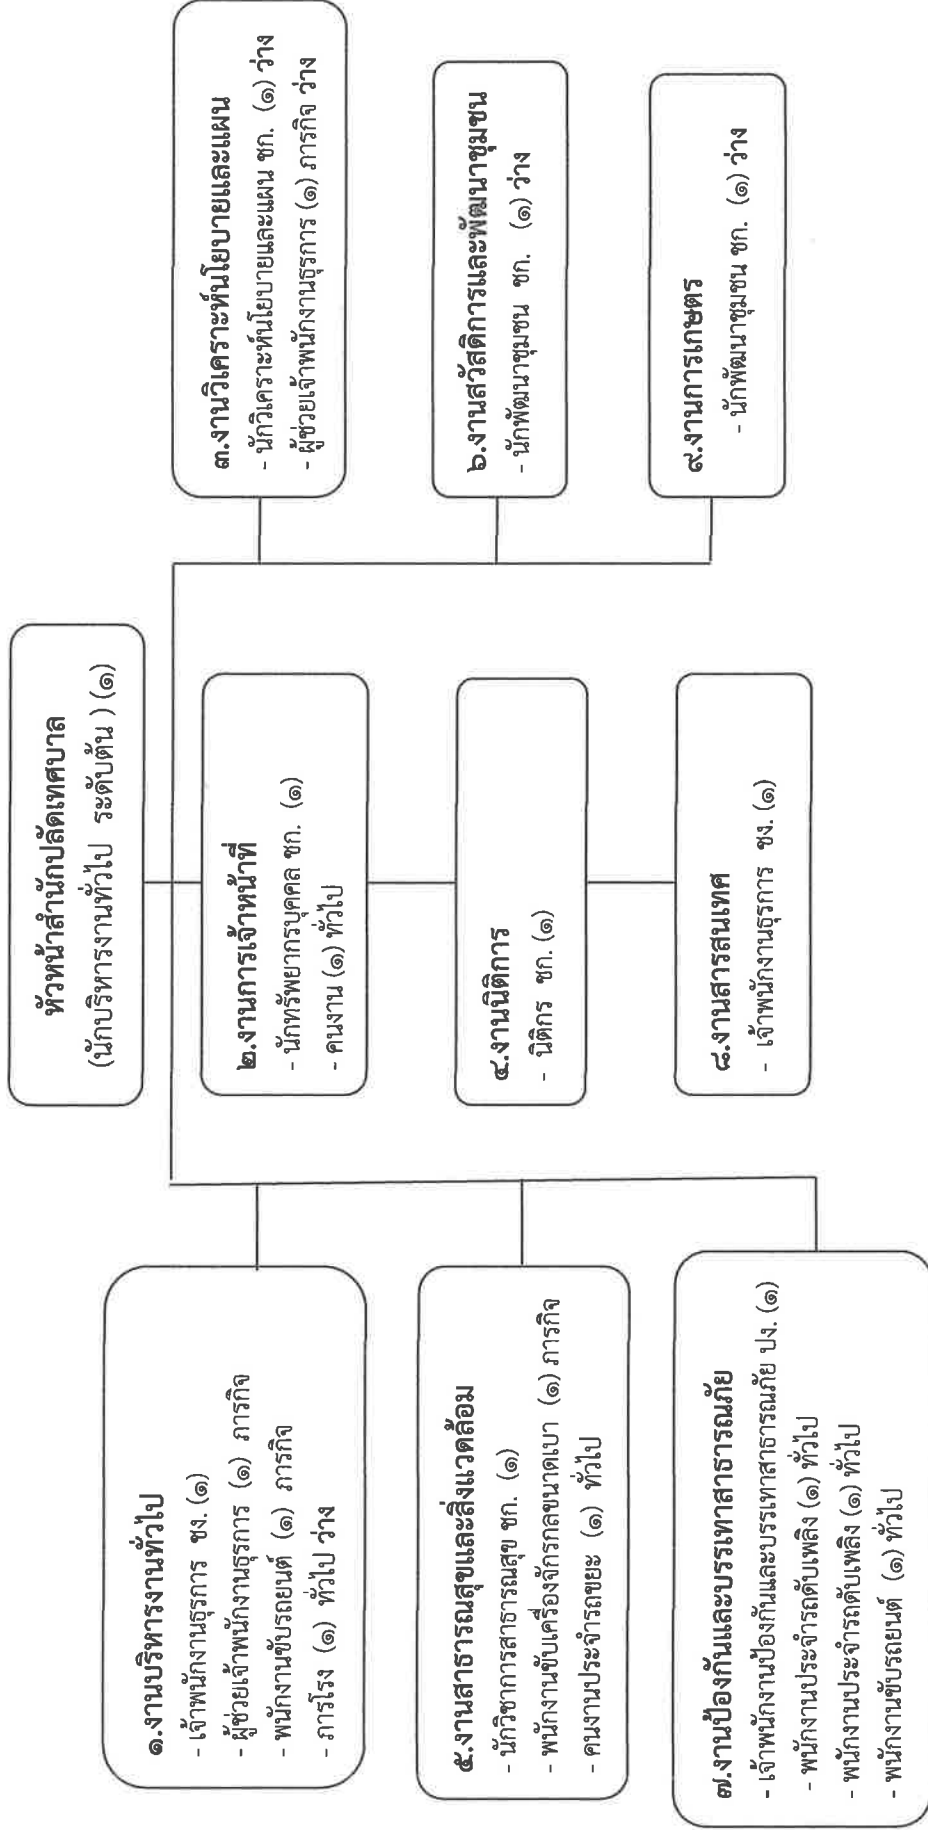 หัวหน้าสำนักปลัดเทศบาล
(นักบริหารงานทั่วไป ระดับต้น ) (๑)
๑.งานบริหารงานทั่วไป
- เจ้าพนักงานธุรการ ชง. (๑)
- ผู้ช่วยเจ้าพนักงานธุรการ (๑) ภารกิจ
- พนักงานขับรถยนต์ (๑) ภารกิจ
- ภารโรง (๑) ทั่วไป ว่าง
๒.งานการเจ้าหน้าที่
- นักทรัพยากรบุคคล ชก. (๑)
- คนงาน (๑) ทั่วไป
๓.งานวิเคราะห์นโยบายและแผน
- นักวิเคราะห์นโยบายและแผน ชก. (๑) ว่าง
- ผู้ช่วยเจ้าพนักงานธุรการ (๑) ภารกิจ ว่าง
๕.งานสาธารณสุขและสิ่งแวดล้อม
- นักวิชาการสาธารณสุข ชก. (๑)
- พนักงานขับเครื่องจักรกลขนาดเบา (๑) ภารกิจ
- คนงานประจำรถขยะ (๑) ทั่วไป
๔.งานนิติการ
- นิติกร ชก. (๑)
๖.งานสวัสดิการและพัฒนาชุมชน
- นักพัฒนาชุมชน ชก. (๑) ว่าง
๗.งานป้องกันและบรรเทาสาธารณภัย
- เจ้าพนักงานป้องกันและบรรเทาสาธารณภัย ปง. (๑)
- พนักงานประจำรถดับเพลิง (๑) ทั่วไป
- พนักงานประจำรถดับเพลิง (๑) ทั่วไป
- พนักงานขับรถยนต์ (๑) ทั่วไป
๘.งานสารสนเทศ
- เจ้าพนักงานธุรการ ชง. (๑)
๙.งานการเกษตร
- นักพัฒนาชุมชน ชก. (๑) ว่าง